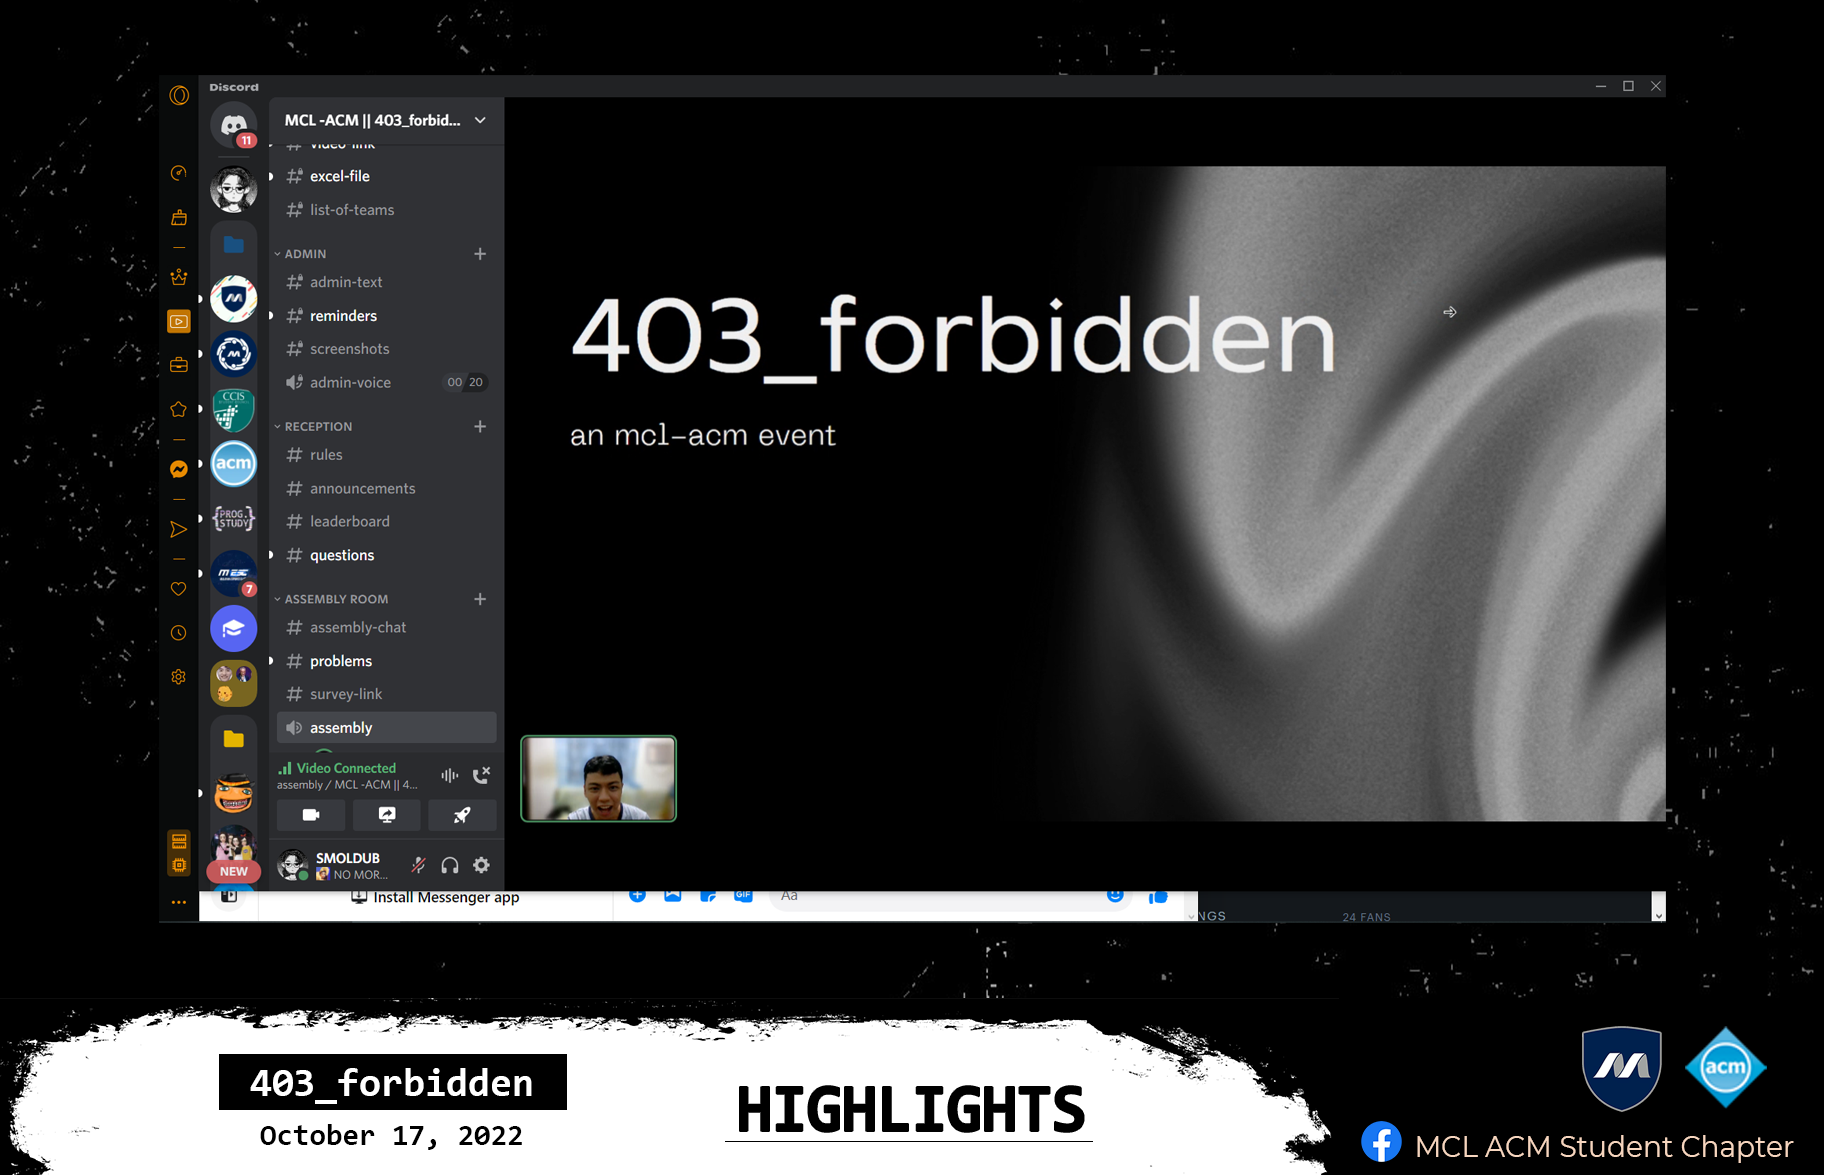 Discord
MCL -ACM || 403_forbid...
11
video-link
excel-file
list-of-teams
ADMIN
admin-text
reminders
screenshots
admin-voice
00 20
RECEPTION
rules
announcements
leaderboard
questions
ASSEMBLY ROOM
assembly-chat
problems
survey-link
assembly
CCIS
acm
{PROG.
STUDY}
7
NEW
Video Connected
assembly / MCL -ACM || 4...
SMOLDUB
NO MOR...
403_forbidden
an mcl-acm event
Install Messenger app
GIF
Aa
NGS
24 FANS
403_forbidden
October 17, 2022
HIGHLIGHTS
acm
MCL ACM Student Chapter